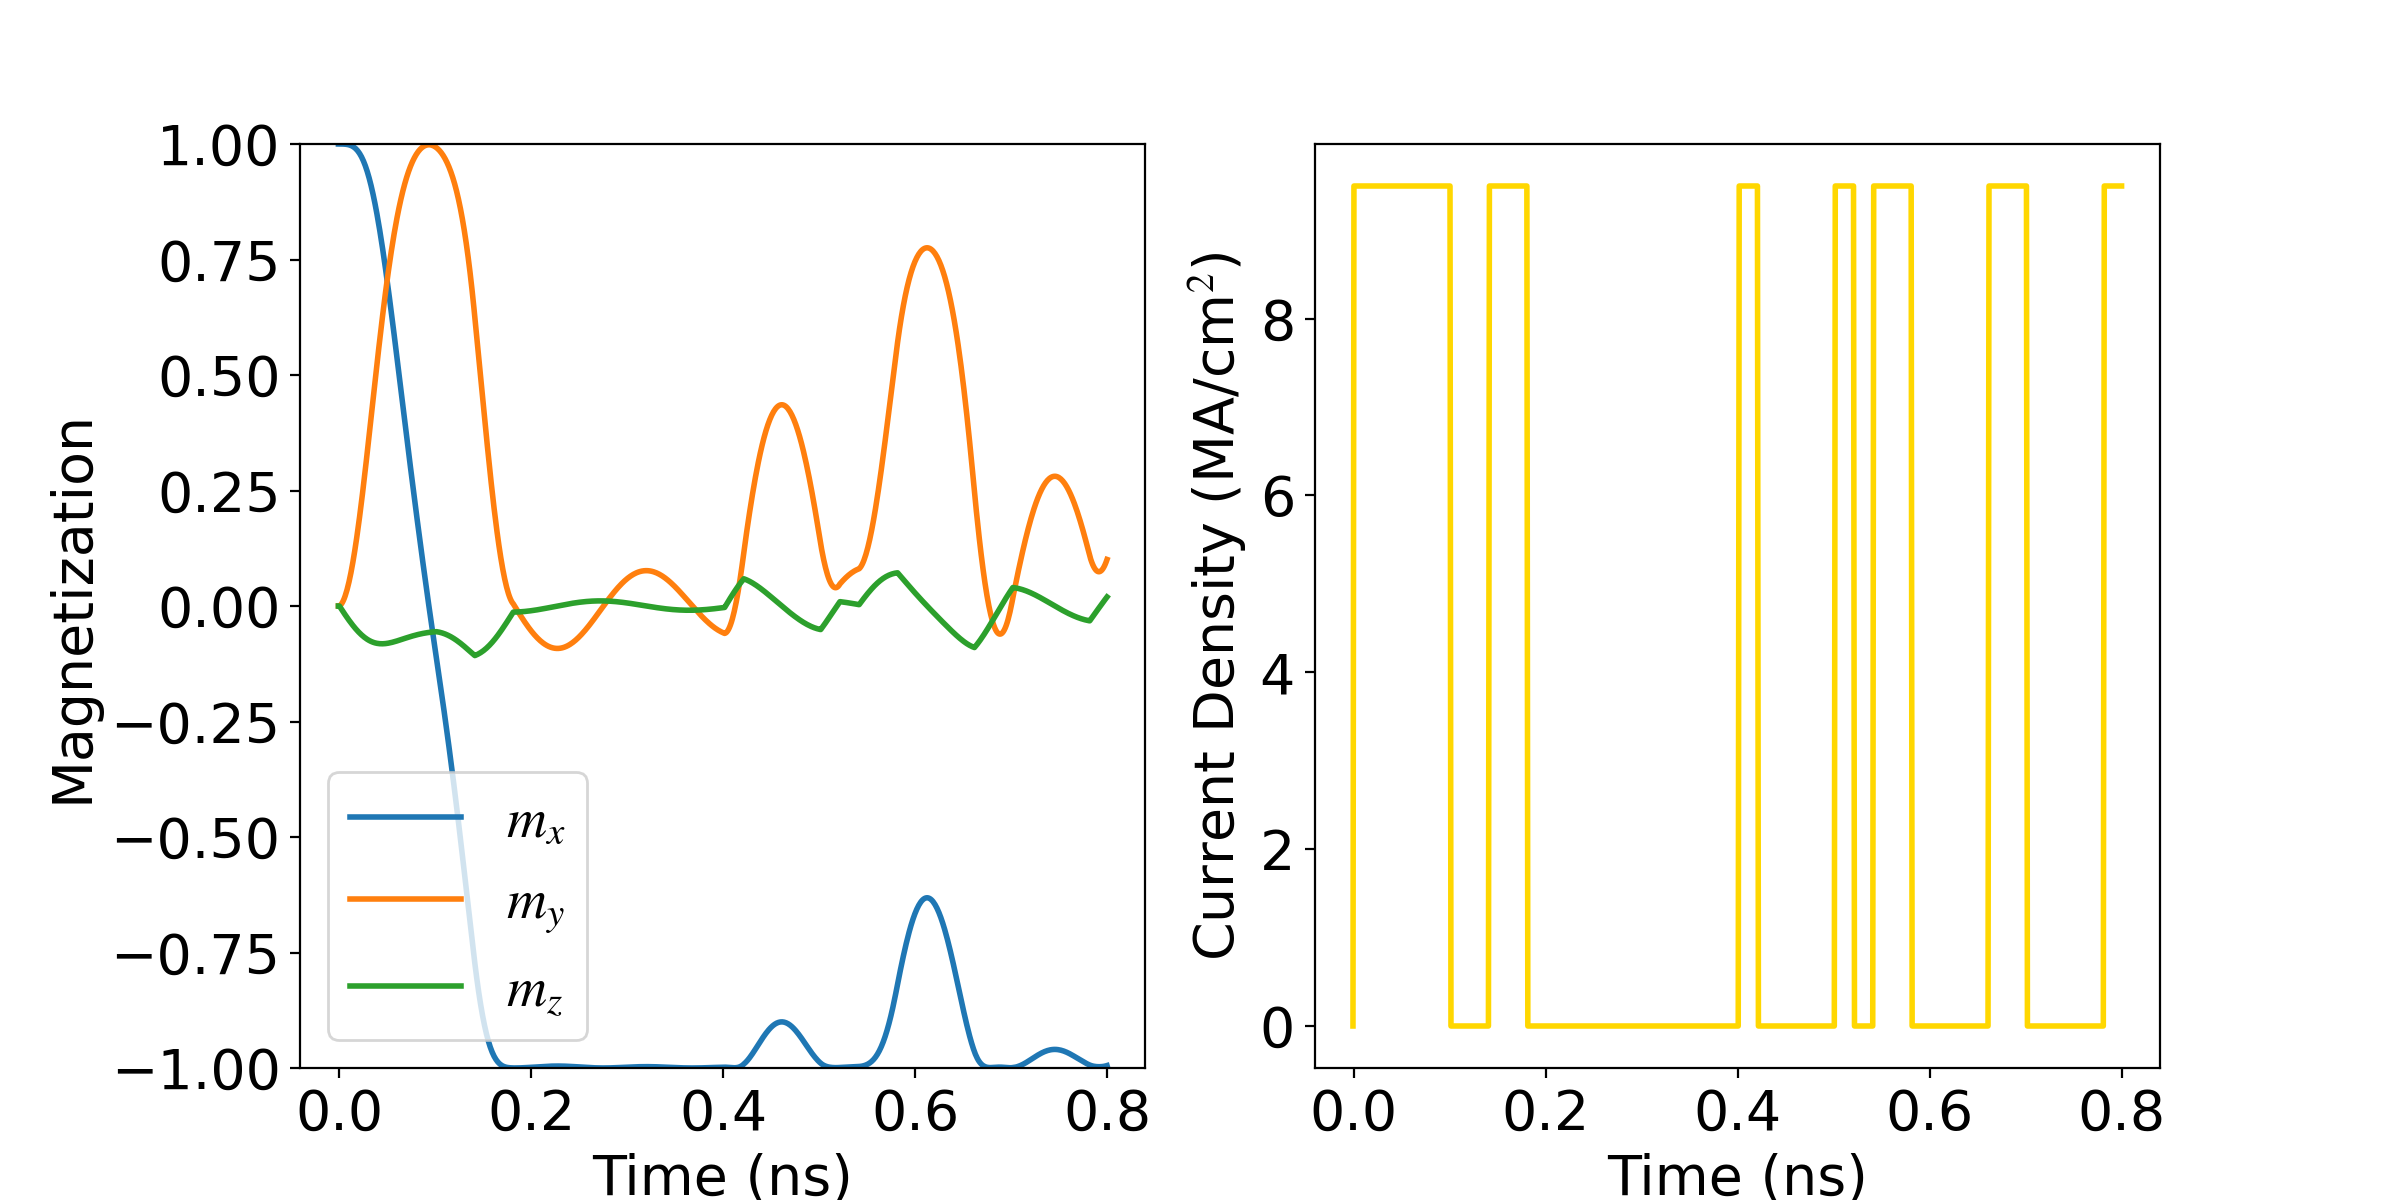 1.00
0.75
0.50
0.25
0.00
−0.25
−0.50
−0.75
−1.00
Magnetization
m_x
m_y
m_z
0.0 0.2 0.4 0.6 0.8
Time (ns)
8
6
4
2
0
Current Density (MA/cm²)
0.0 0.2 0.4 0.6 0.8
Time (ns)